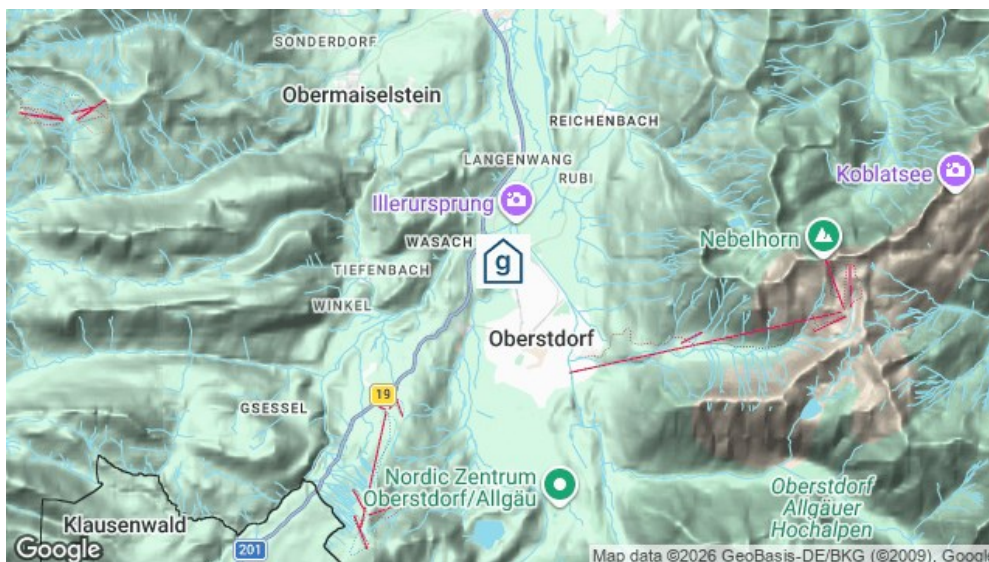 SONDERDORF
Obermaiselstein
REICHENBACH
LANGENWANG
RUBI
Koblatsee
Illerursprung
Nebelhorn
WASACH
g
TIEFENBACH
WINKEL
Oberstdorf
19
GSESSEL
Nordic Zentrum
Oberstdorf/Allgäu
Oberstdorf
Allgäuer
Hochalpen
Klausenwald
201
Google
Map data ©2026 GeoBasis-DE/BKG (©2009), Google